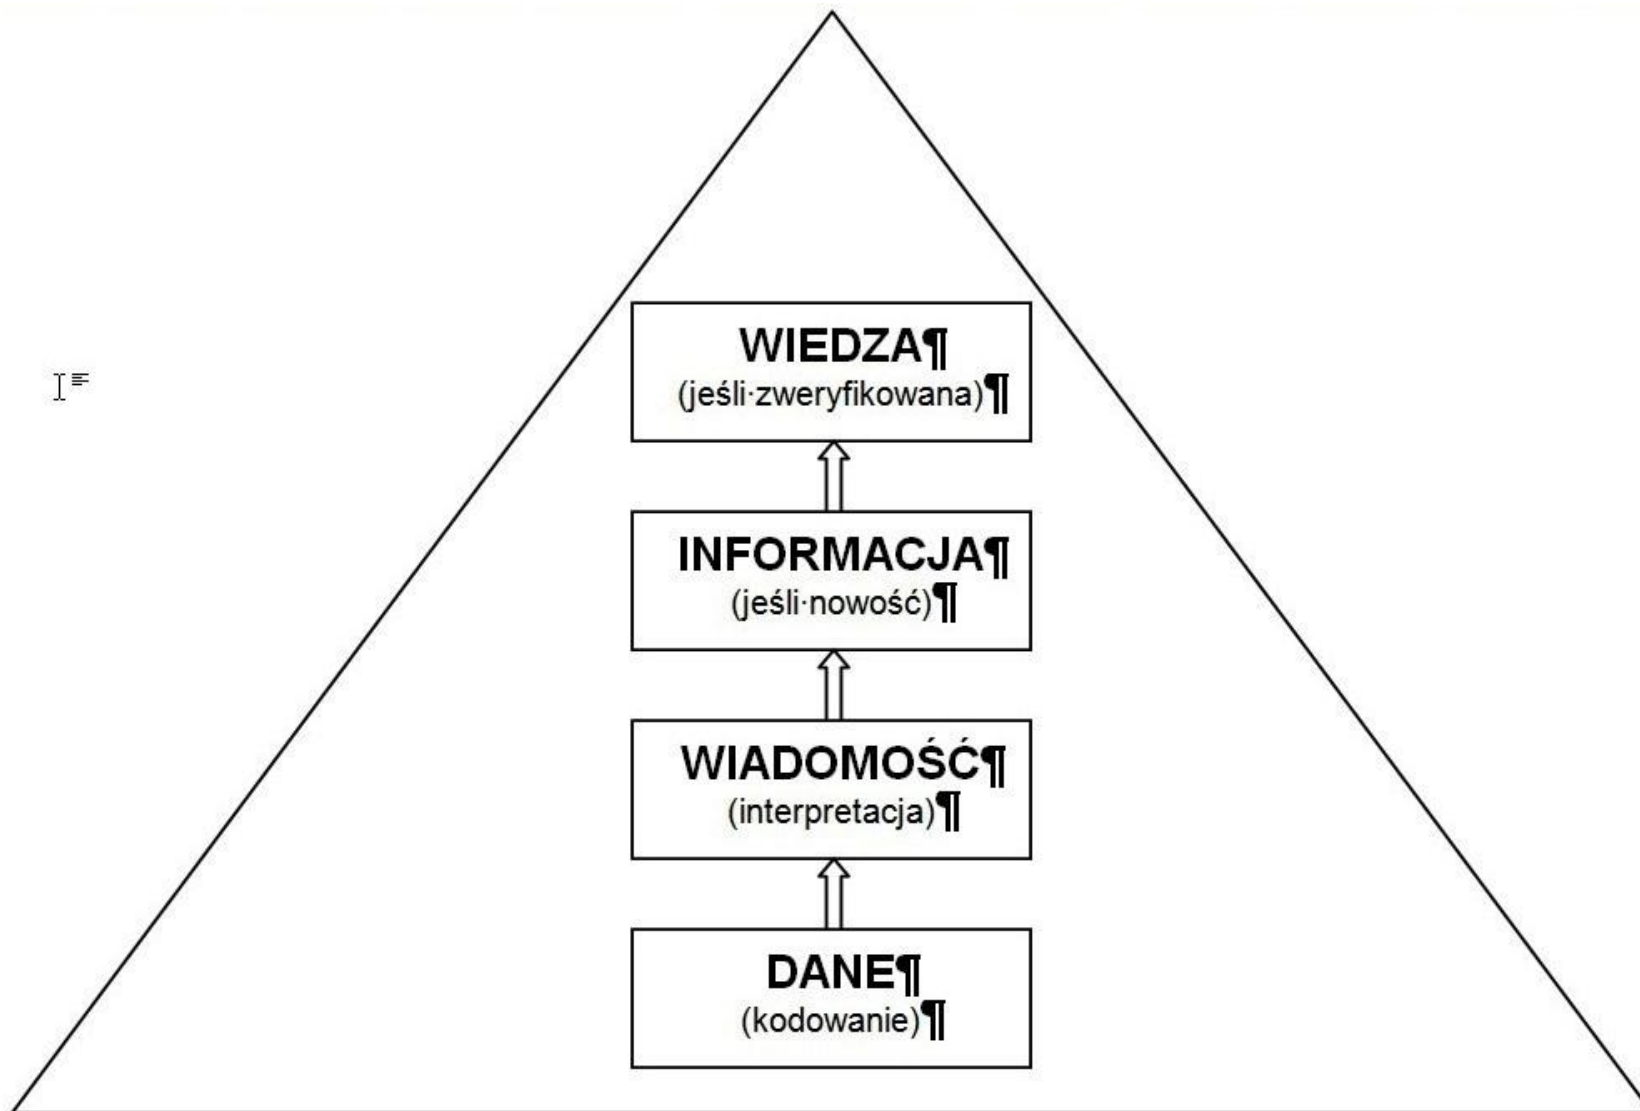 WIEDZA¶
(jeśli·zweryfikowana)¶
INFORMACJA¶
(jeśli·nowość)¶
WIADOMOŚĆ¶
(interpretacja)¶
DANE¶
(kodowanie)¶